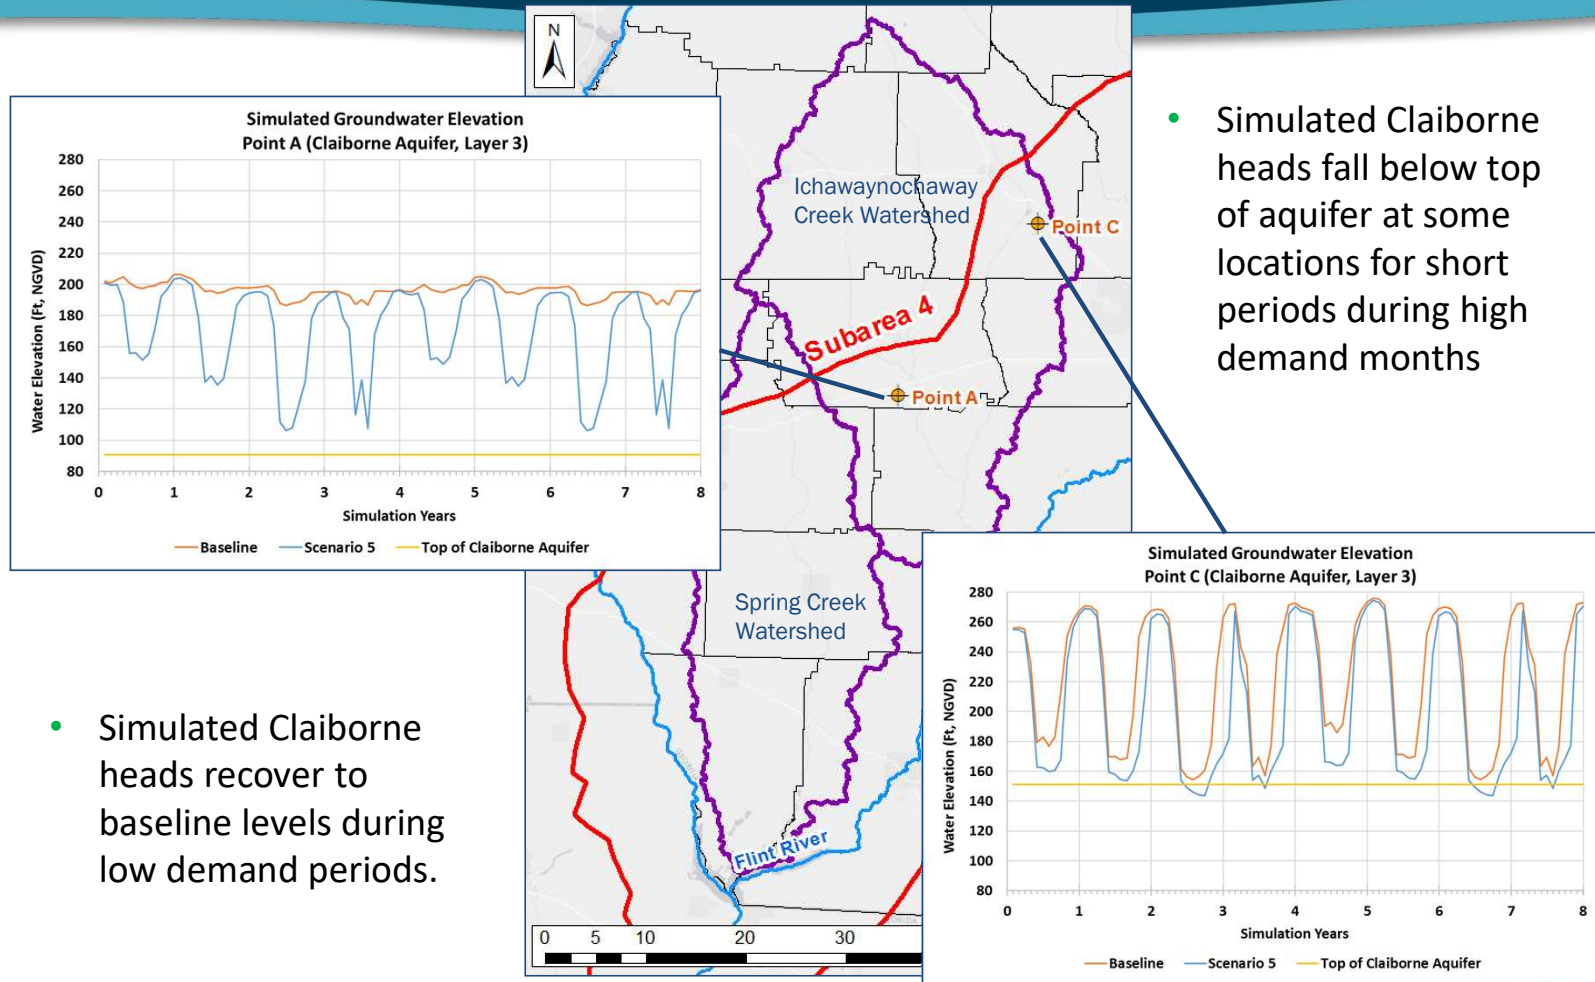 N
Simulated Groundwater Elevation
Point A (Claiborne Aquifer, Layer 3)
280
260
240
220
200
180
160
140
120
100
80
Water Elevation (Ft, NGVD)
0 1 2 3 4 5 6 7 8
Simulation Years
Baseline Scenario 5 Top of Claiborne Aquifer
Ichawaynochaway
Creek Watershed
Point C
Subarea 4
Point A
Spring Creek
Watershed
Flint River
0 5 10 20 30
• Simulated Claiborne
heads fall below top
of aquifer at some
locations for short
periods during high
demand months
• Simulated Claiborne
heads recover to
baseline levels during
low demand periods.
Simulated Groundwater Elevation
Point C (Claiborne Aquifer, Layer 3)
280
260
240
220
200
180
160
140
120
100
80
Water Elevation (Ft, NGVD)
0 1 2 3 4 5 6 7 8
Simulation Years
Baseline Scenario 5 Top of Claiborne Aquifer